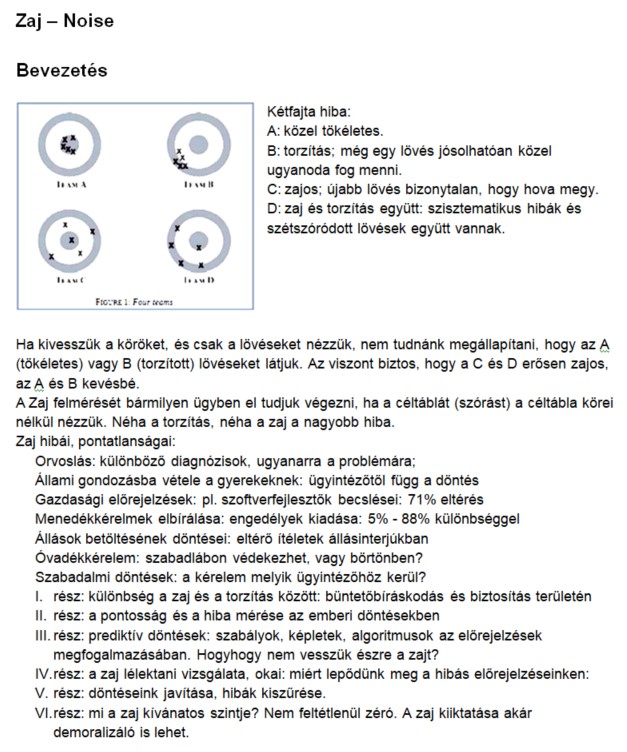 Zaj – Noise
Bevezetés
TEAM A
TEAM B
TEAM C
TEAM D
FIGURE 1: Four teams
Kétfajta hiba:
A: közel tökéletes.
B: torzítás; még egy lövés jósolhatóan közel
ugyanoda fog menni.
C: zajos; újabb lövés bizonytalan, hogy hova megy.
D: zaj és torzítás együtt: szisztematikus hibák és
szétszóródott lövések együtt vannak.
Ha kivesszük a köröket, és csak a lövéseket nézzük, nem tudnánk megállapítani, hogy az A
(tökéletes) vagy B (torzított) lövéseket látjuk. Az viszont biztos, hogy a C és D erősen zajos,
az A és B kevésbé.
A Zaj felmérését bármilyen ügyben el tudjuk végezni, ha a céltáblát (szórást) a céltábla körei
nélkül nézzük. Néha a torzítás, néha a zaj a nagyobb hiba.
Zaj hibái, pontatlanságai:
Orvoslás: különböző diagnózisok, ugyanarra a problémára;
Állami gondozásba vétele a gyerekeknek: ügyintézőtől függ a döntés
Gazdasági előrejelzések: pl. szoftverfejlesztők becslései: 71% eltérés
Menedékkérelmek elbírálása: engedélyek kiadása: 5% - 88% különbséggel
Állások betöltésének döntései: eltérő ítéletek állásinterjúkban
Óvadékkérelem: szabadlábon védekezhet, vagy börtönben?
Szabadalmi döntések: a kérelem melyik ügyintézőhöz kerül?
I. rész: különbség a zaj és a torzítás között: büntetőbíráskodás és biztosítás területén
II. rész: a pontosság és a hiba mérése az emberi döntésekben
III. rész: prediktív döntések: szabályok, képletek, algoritmusok az előrejelzések
megfogalmazásában. Hogyhogy nem vesszük észre a zajt?
IV. rész: a zaj lélektani vizsgálata, okai: miért lepődünk meg a hibás előrejelzéseinken:
V. rész: döntéseink javítása, hibák kiszűrése.
VI. rész: mi a zaj kívánatos szintje? Nem feltétlenül zéró. A zaj kiiktatása akár
demoralizáló is lehet.